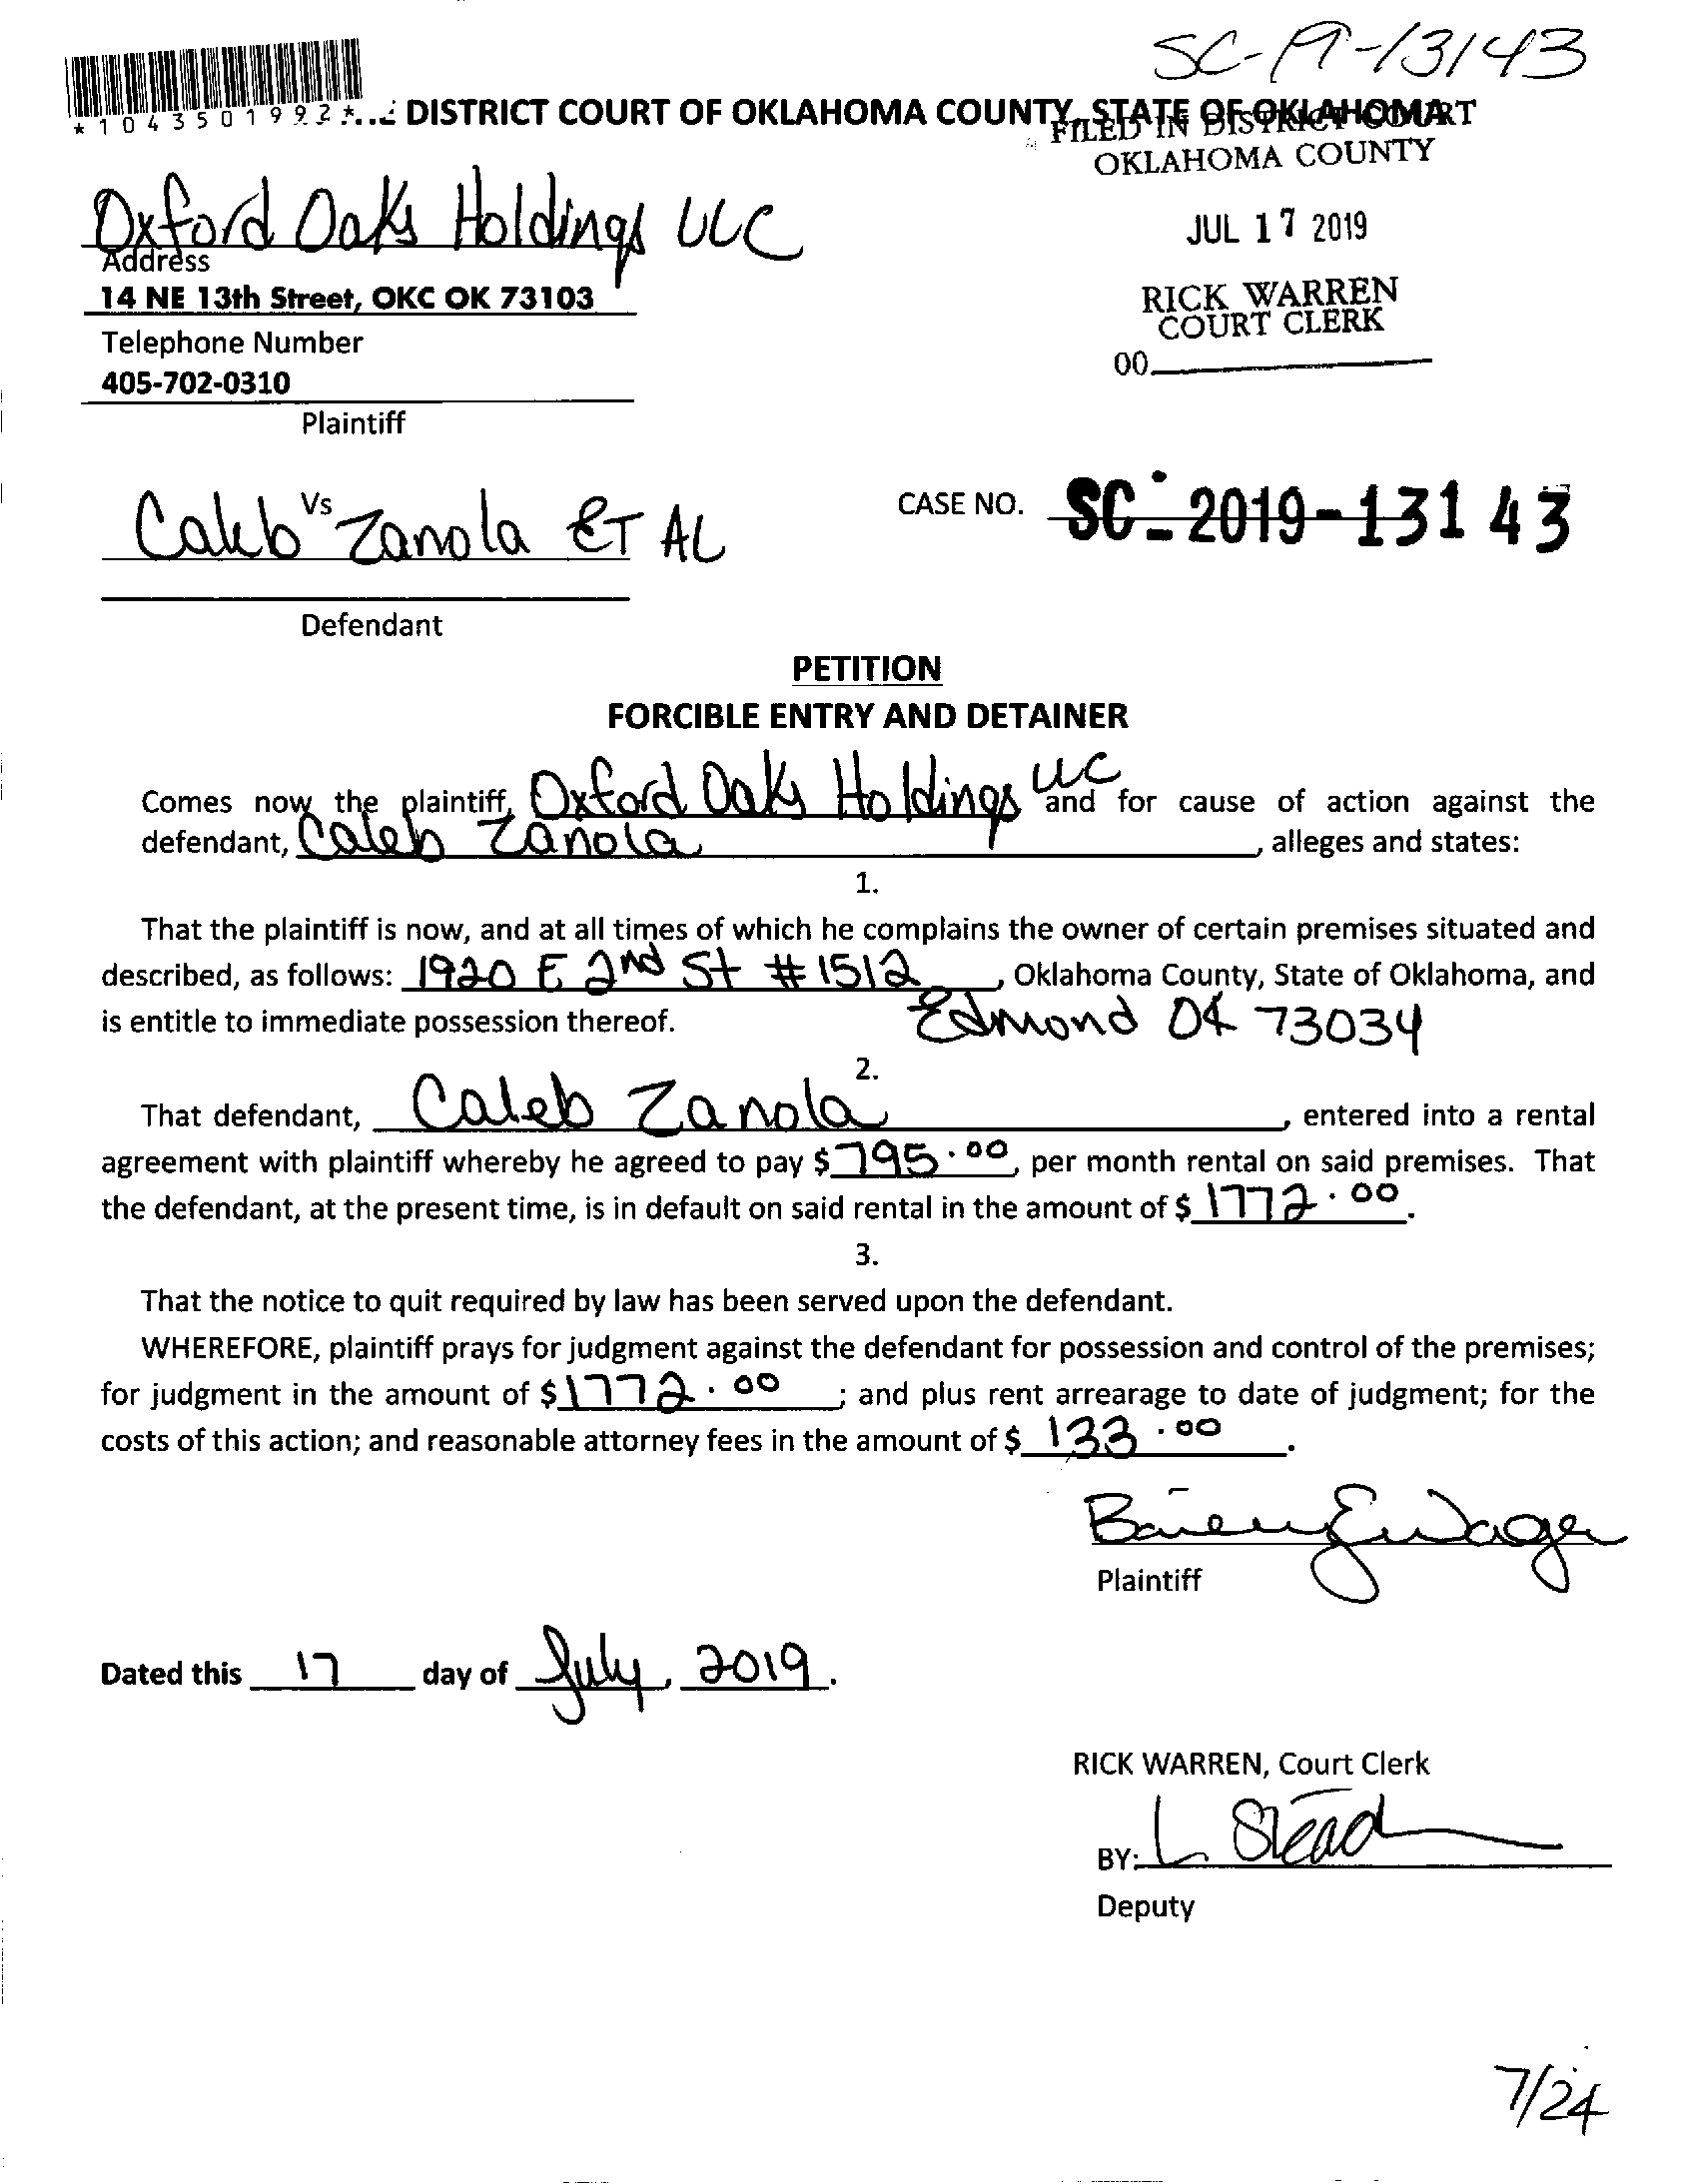 SC-19-13143
*1043501992*
DISTRICT COURT OF OKLAHOMA COUNTY, STATE OF OKLAHOMA
FILED IN DISTRICT COURT
OKLAHOMA COUNTY
JUL 17 2019
RICK WARREN
COURT CLERK
00
Oxford Oaks Holdings LLC
Address
14 NE 13th Street, OKC OK 73103
Telephone Number
405-702-0310
Plaintiff
Vs
Caleb Zanola ET AL
CASE NO. SC-2019-13143
Defendant
PETITION
FORCIBLE ENTRY AND DETAINER
Comes now the plaintiff, Oxford Oaks Holdings LLC and for cause of action against the
defendant, Caleb Zanola, alleges and states:
1.
That the plaintiff is now, and at all times of which he complains the owner of certain premises situated and
described, as follows: 1920 E 2nd St #1512, Oklahoma County, State of Oklahoma, and
is entitle to immediate possession thereof. Edmond OK 73034
2.
That defendant, Caleb Zanola, entered into a rental
agreement with plaintiff whereby he agreed to pay $795.00, per month rental on said premises. That
the defendant, at the present time, is in default on said rental in the amount of $1772.00.
3.
That the notice to quit required by law has been served upon the defendant.
WHEREFORE, plaintiff prays for judgment against the defendant for possession and control of the premises;
for judgment in the amount of $1772.00; and plus rent arrearage to date of judgment; for the
costs of this action; and reasonable attorney fees in the amount of $133.00.
Plaintiff
Dated this 17 day of July, 2019.
RICK WARREN, Court Clerk
BY: L Stead
Deputy
7/24